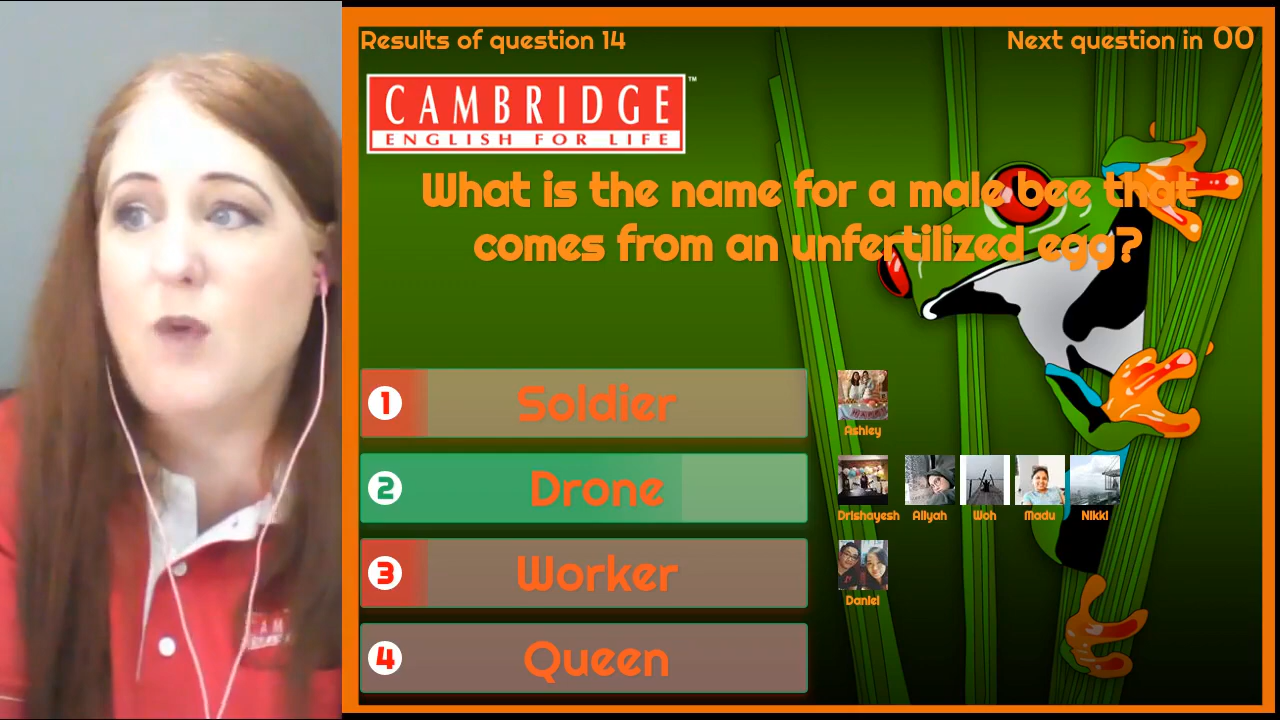 Results of question 14
Next question in 00
CAMBRIDGE™
ENGLISH FOR LIFE
What is the name for a male bee that
comes from an unfertilized egg?
1 Soldier
Ashley
2 Drone
Drishayesh Aliyah Woh Madu Nikki
3 Worker
Daniel
4 Queen